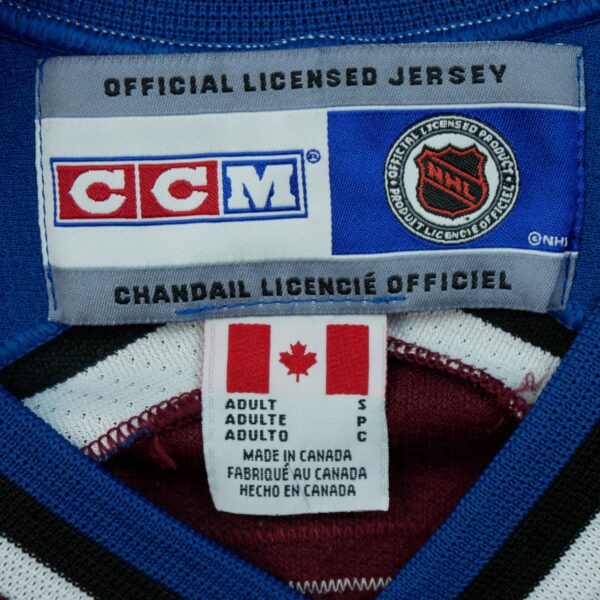 OFFICIAL LICENSED JERSEY
CCM®
OFFICIAL LICENSED PRODUCT
NHL
PRODUIT LICENCIÉ OFFICIEL
©NHL
CHANDAIL LICENCIÉ OFFICIEL
ADULT S
ADULTE P
ADULTO C
MADE IN CANADA
FABRIQUÉ AU CANADA
HECHO EN CANADA